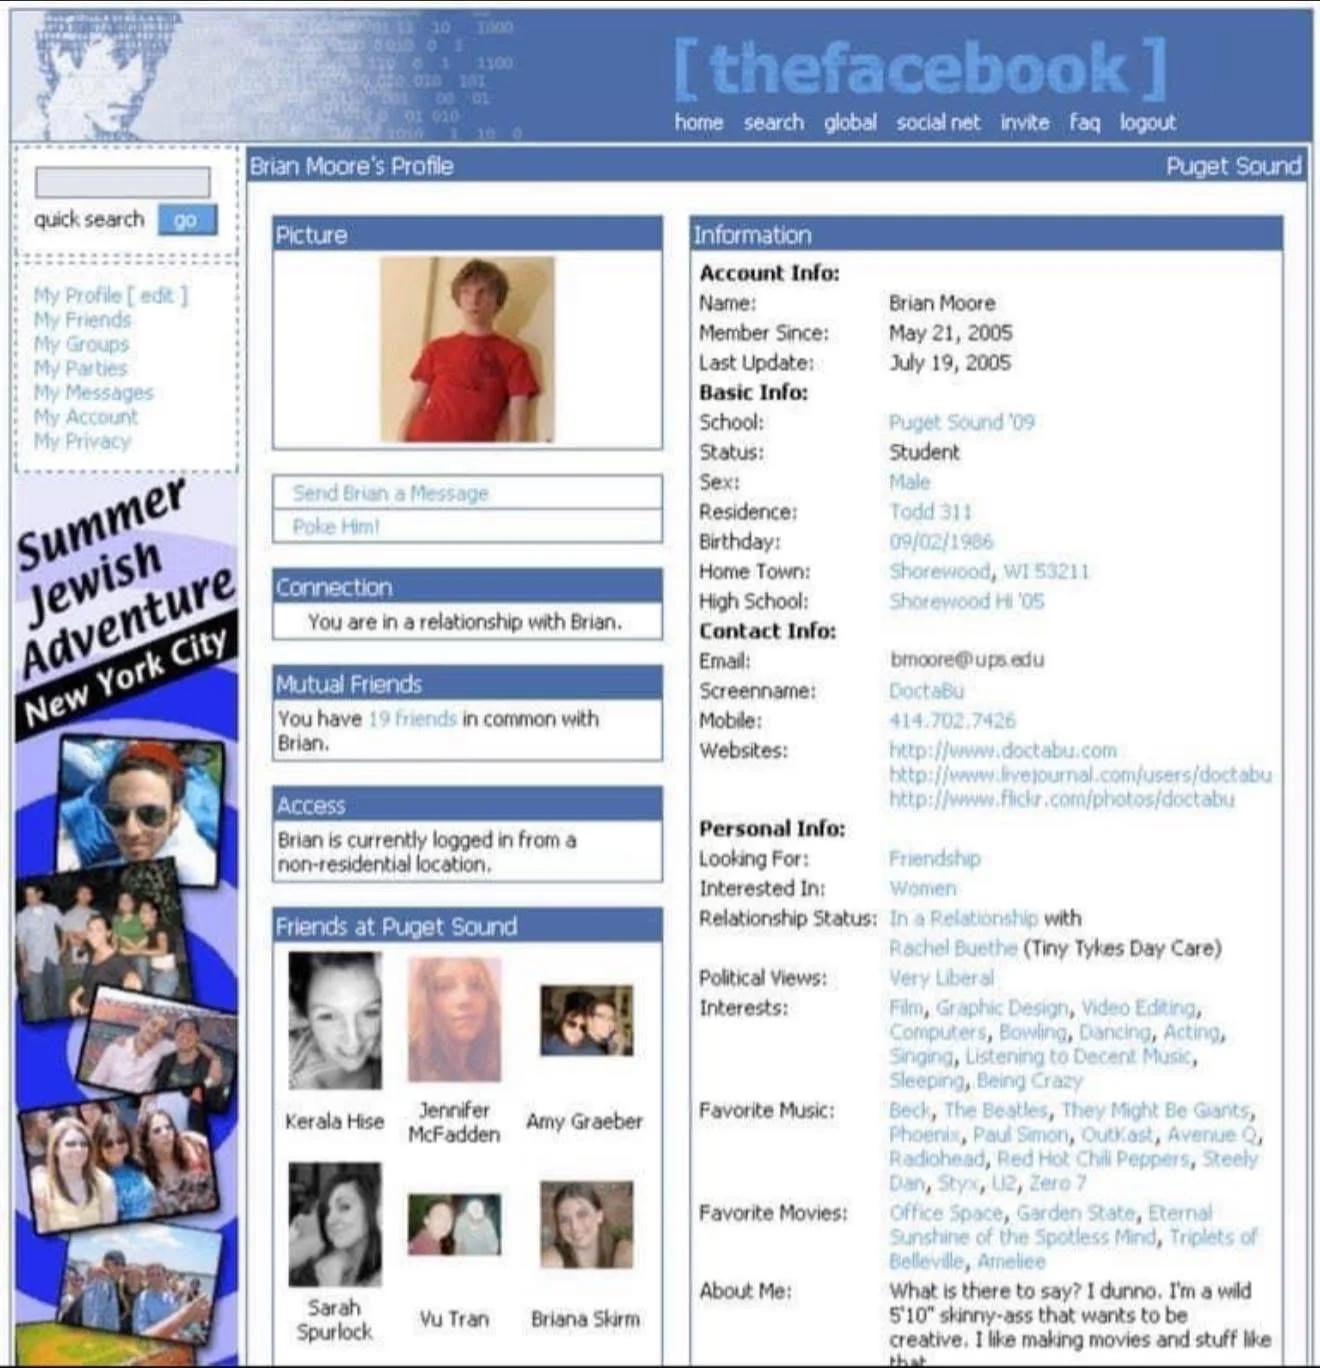 [ thefacebook ]
home search global social net invite faq logout
quick search go
My Profile [ edit ]
My Friends
My Groups
My Parties
My Messages
My Account
My Privacy
Summer
Jewish
Adventure
New York City
Brian Moore's Profile Puget Sound
Picture
Send Brian a Message
Poke Him!
Connection
You are in a relationship with Brian.
Mutual Friends
You have 19 friends in common with
Brian.
Access
Brian is currently logged in from a
non-residential location.
Friends at Puget Sound
Kerala Hise
Jennifer
McFadden
Amy Graeber
Sarah
Spurlock
Vu Tran
Briana Skirm
Information
Account Info:
Name: Brian Moore
Member Since: May 21, 2005
Last Update: July 19, 2005
Basic Info:
School: Puget Sound '09
Status: Student
Sex: Male
Residence: Todd 311
Birthday: 09/02/1986
Home Town: Shorewood, WI 53211
High School: Shorewood Hi '05
Contact Info:
Email: bmoore@ups.edu
Screenname: DoctaBu
Mobile: 414.702.7426
Websites: http://www.doctabu.com
http://www.livejournal.com/users/doctabu
http://www.flickr.com/photos/doctabu
Personal Info:
Looking For: Friendship
Interested In: Women
Relationship Status: In a Relationship with
Rachel Buethe (Tiny Tykes Day Care)
Political Views: Very Liberal
Interests: Film, Graphic Design, Video Editing,
Computers, Bowling, Dancing, Acting,
Singing, Listening to Decent Music,
Sleeping, Being Crazy
Favorite Music: Beck, The Beatles, They Might Be Giants,
Phoenix, Paul Simon, OutKast, Avenue Q,
Radiohead, Red Hot Chili Peppers, Steely
Dan, Styx, U2, Zero 7
Favorite Movies: Office Space, Garden State, Eternal
Sunshine of the Spotless Mind, Triplets of
Belleville, Ameliee
About Me: What is there to say? I dunno. I'm a wild
5'10" skinny-ass that wants to be
creative. I like making movies and stuff like
that